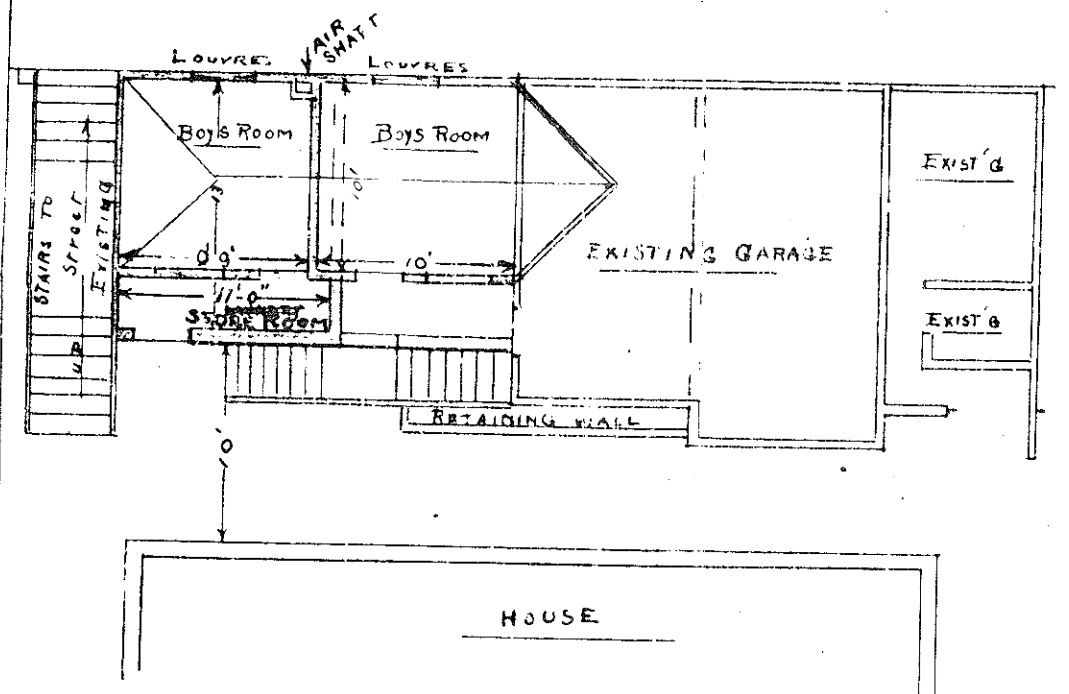 AIR
SHAFT
LOUVRES
LOUVRES
BOYS ROOM
BOYS ROOM
EXIST'G
STAIRS TO
STREET
EXISTING
UP
13'
10'
9'
10'
11'-0"
STORE ROOM
EXISTING GARAGE
EXIST'G
RETAINING WALL
10'
HOUSE